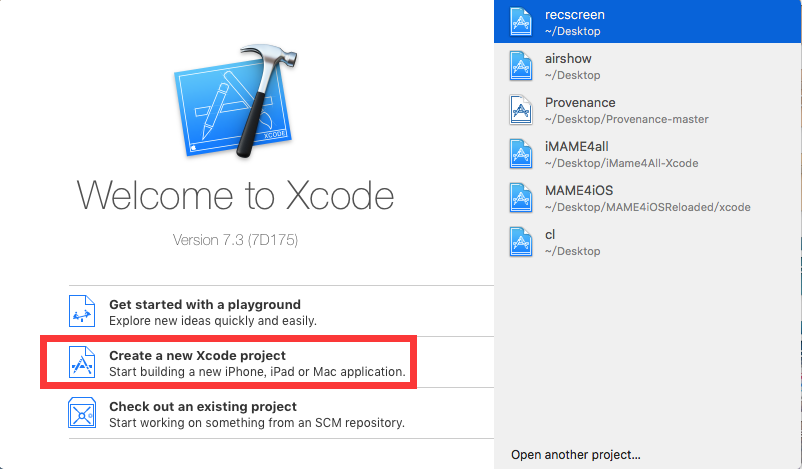 XCODE
Welcome to Xcode
Version 7.3 (7D175)
Get started with a playground
Explore new ideas quickly and easily.
Create a new Xcode project
Start building a new iPhone, iPad or Mac application.
Check out an existing project
Start working on something from an SCM repository.
recscreen
~/Desktop
airshow
~/Desktop
Provenance
~/Desktop/Provenance-master
iMAME4all
~/Desktop/iMame4All-Xcode
MAME4iOS
~/Desktop/MAME4iOSReloaded/xcode
cl
~/Desktop
Open another project...